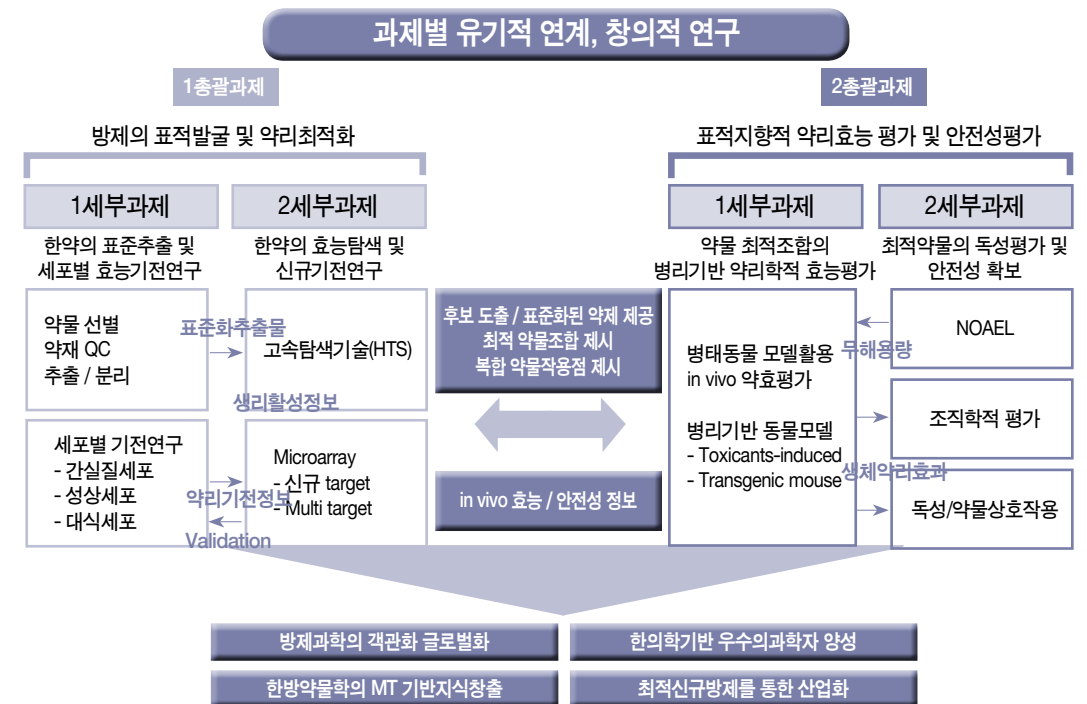 과제별 유기적 연계, 창의적 연구
1총괄과제
2총괄과제
방제의 표적발굴 및 약리최적화
표적지향적 약리효능 평가 및 안전성평가
1세부과제
2세부과제
1세부과제
2세부과제
한약의 표준추출 및
세포별 효능기전연구
한약의 효능탐색 및
신규기전연구
약물 최적조합의
병리기반 약리학적 효능평가
최적약물의 독성평가 및
안전성 확보
약물 선별
약재 QC
추출 / 분리
표준화추출물
고속탐색기술(HTS)
생리활성정보
세포별 기전연구
- 간실질세포
- 성상세포
- 대식세포
약리기전정보
Validation
Microarray
- 신규 target
- Multi target
후보 도출 / 표준화된 약제 제공
최적 약물조합 제시
복합 약물작용점 제시
in vivo 효능 / 안전성 정보
병태동물 모델활용
in vivo 약효평가
병리기반 동물모델
- Toxicants-induced
- Transgenic mouse
무해용량
생체약리효과
NOAEL
조직학적 평가
독성/약물상호작용
방제과학의 객관화 글로벌화
한의학기반 우수의과학자 양성
한방약물학의 MT 기반지식창출
최적신규방제를 통한 산업화